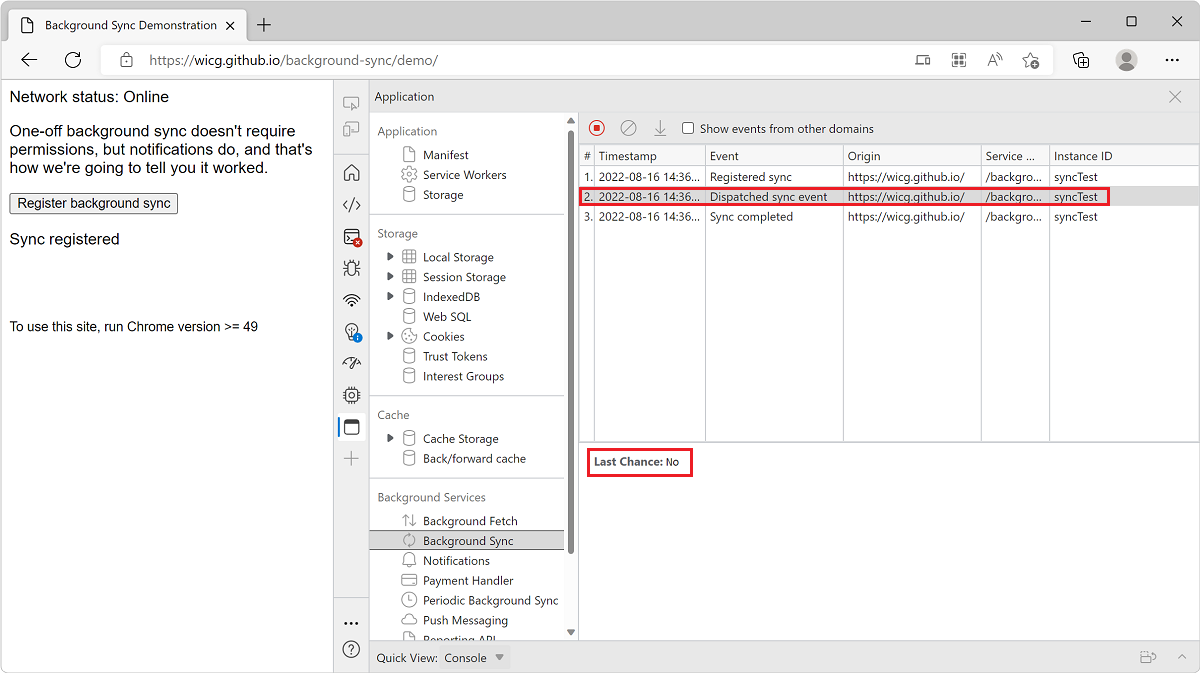 Background Sync Demonstration
https://wicg.github.io/background-sync/demo/
Network status: Online
One-off background sync doesn't require
permissions, but notifications do, and that's
how we're going to tell you it worked.
Register background sync
Sync registered
To use this site, run Chrome version >= 49
Application
Application
Manifest
Service Workers
Storage
Storage
Local Storage
Session Storage
IndexedDB
Web SQL
Cookies
Trust Tokens
Interest Groups
Cache
Cache Storage
Back/forward cache
Background Services
Background Fetch
Background Sync
Notifications
Payment Handler
Periodic Background Sync
Push Messaging
Reporting API
Show events from other domains
# Timestamp Event Origin Service ... Instance ID
1. 2022-08-16 14:36... Registered sync https://wicg.github.io/ /backgro... syncTest
2. 2022-08-16 14:36... Dispatched sync event https://wicg.github.io/ /backgro... syncTest
3. 2022-08-16 14:36... Sync completed https://wicg.github.io/ /backgro... syncTest
Last Chance: No
Quick View: Console